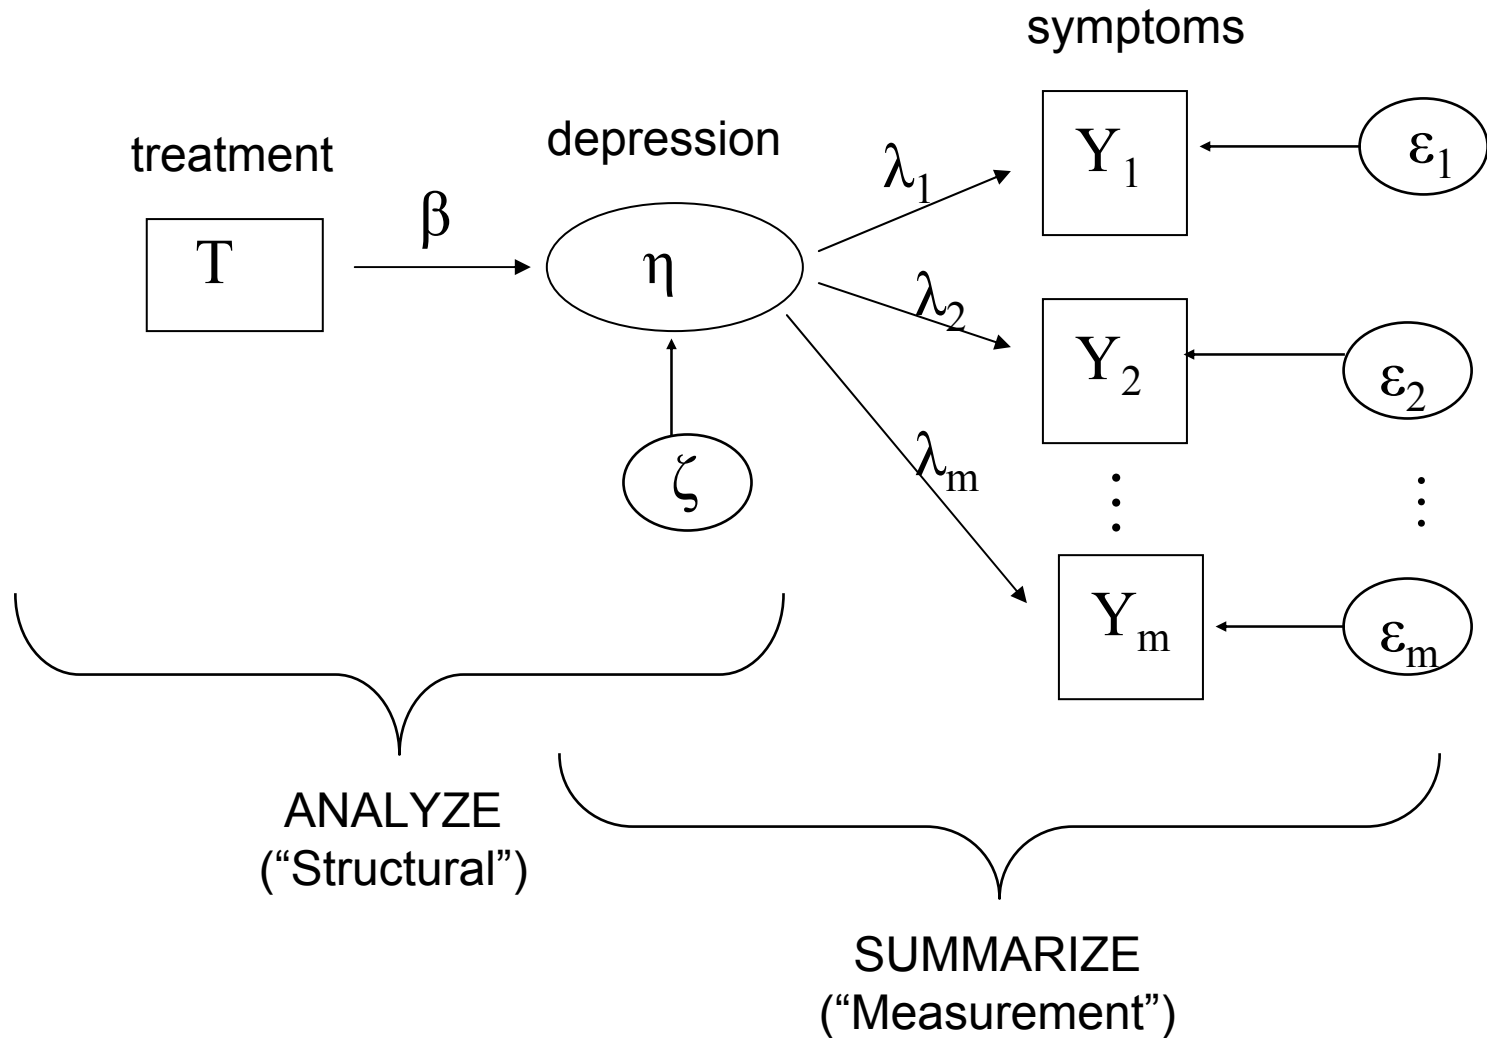 symptoms
depression
treatment
T
β
η
ζ
λ₁
λ₂
λₘ
Y₁
ε₁
Y₂
ε₂
⋮
⋮
Yₘ
εₘ
ANALYZE
(“Structural”)
SUMMARIZE
(“Measurement”)